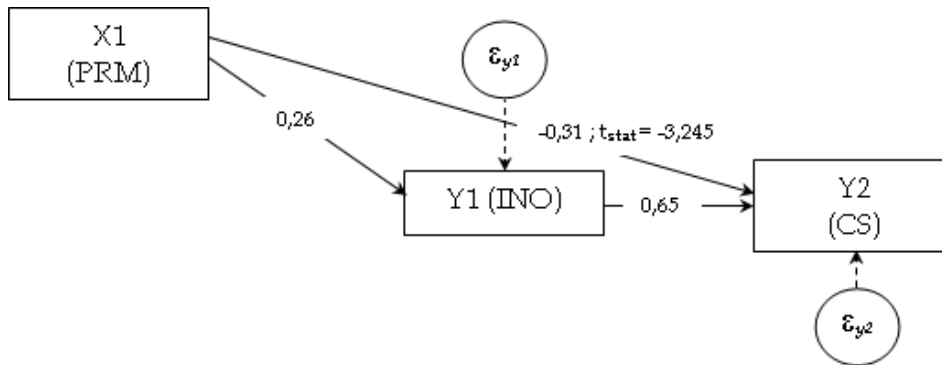 X1
(PRM)
εy1
0,26
-0,31 ; tstat = -3,245
Y1 (INO)
0,65
Y2
(CS)
εy2